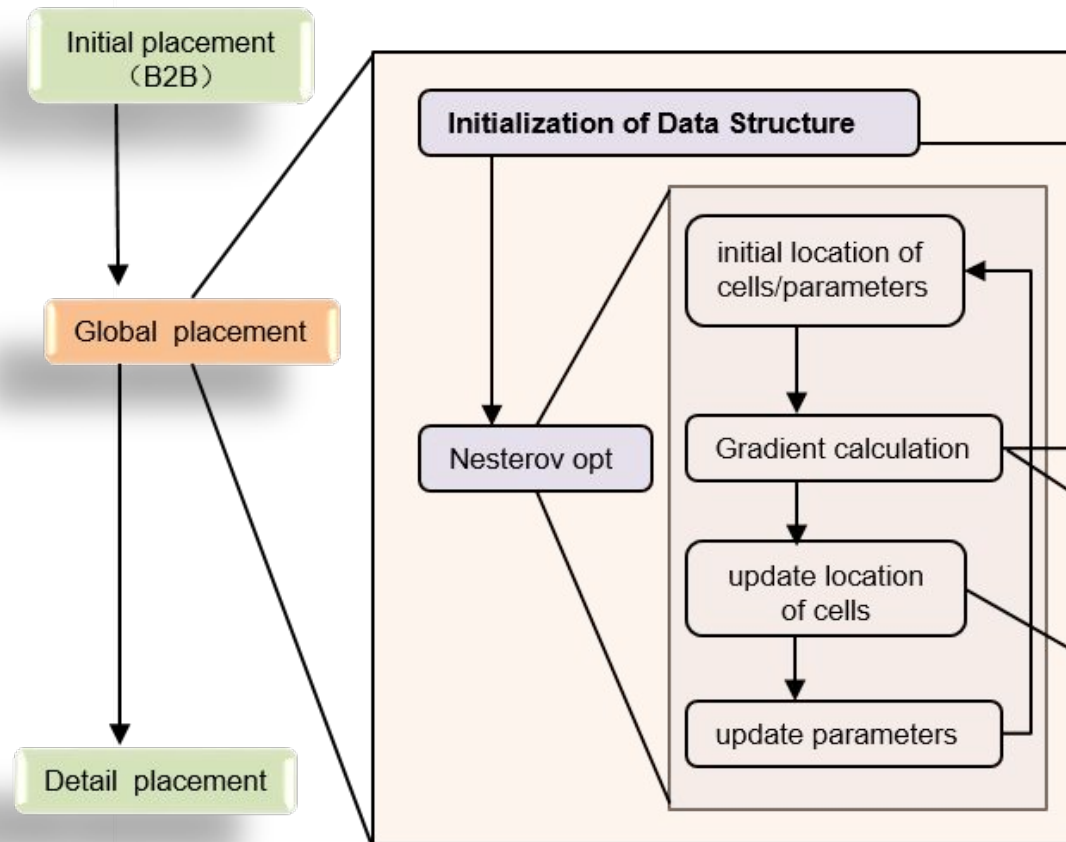 Initial placement
（B2B）
Global placement
Detail placement
Initialization of Data Structure
Nesterov opt
initial location of
cells/parameters
Gradient calculation
update location
of cells
update parameters